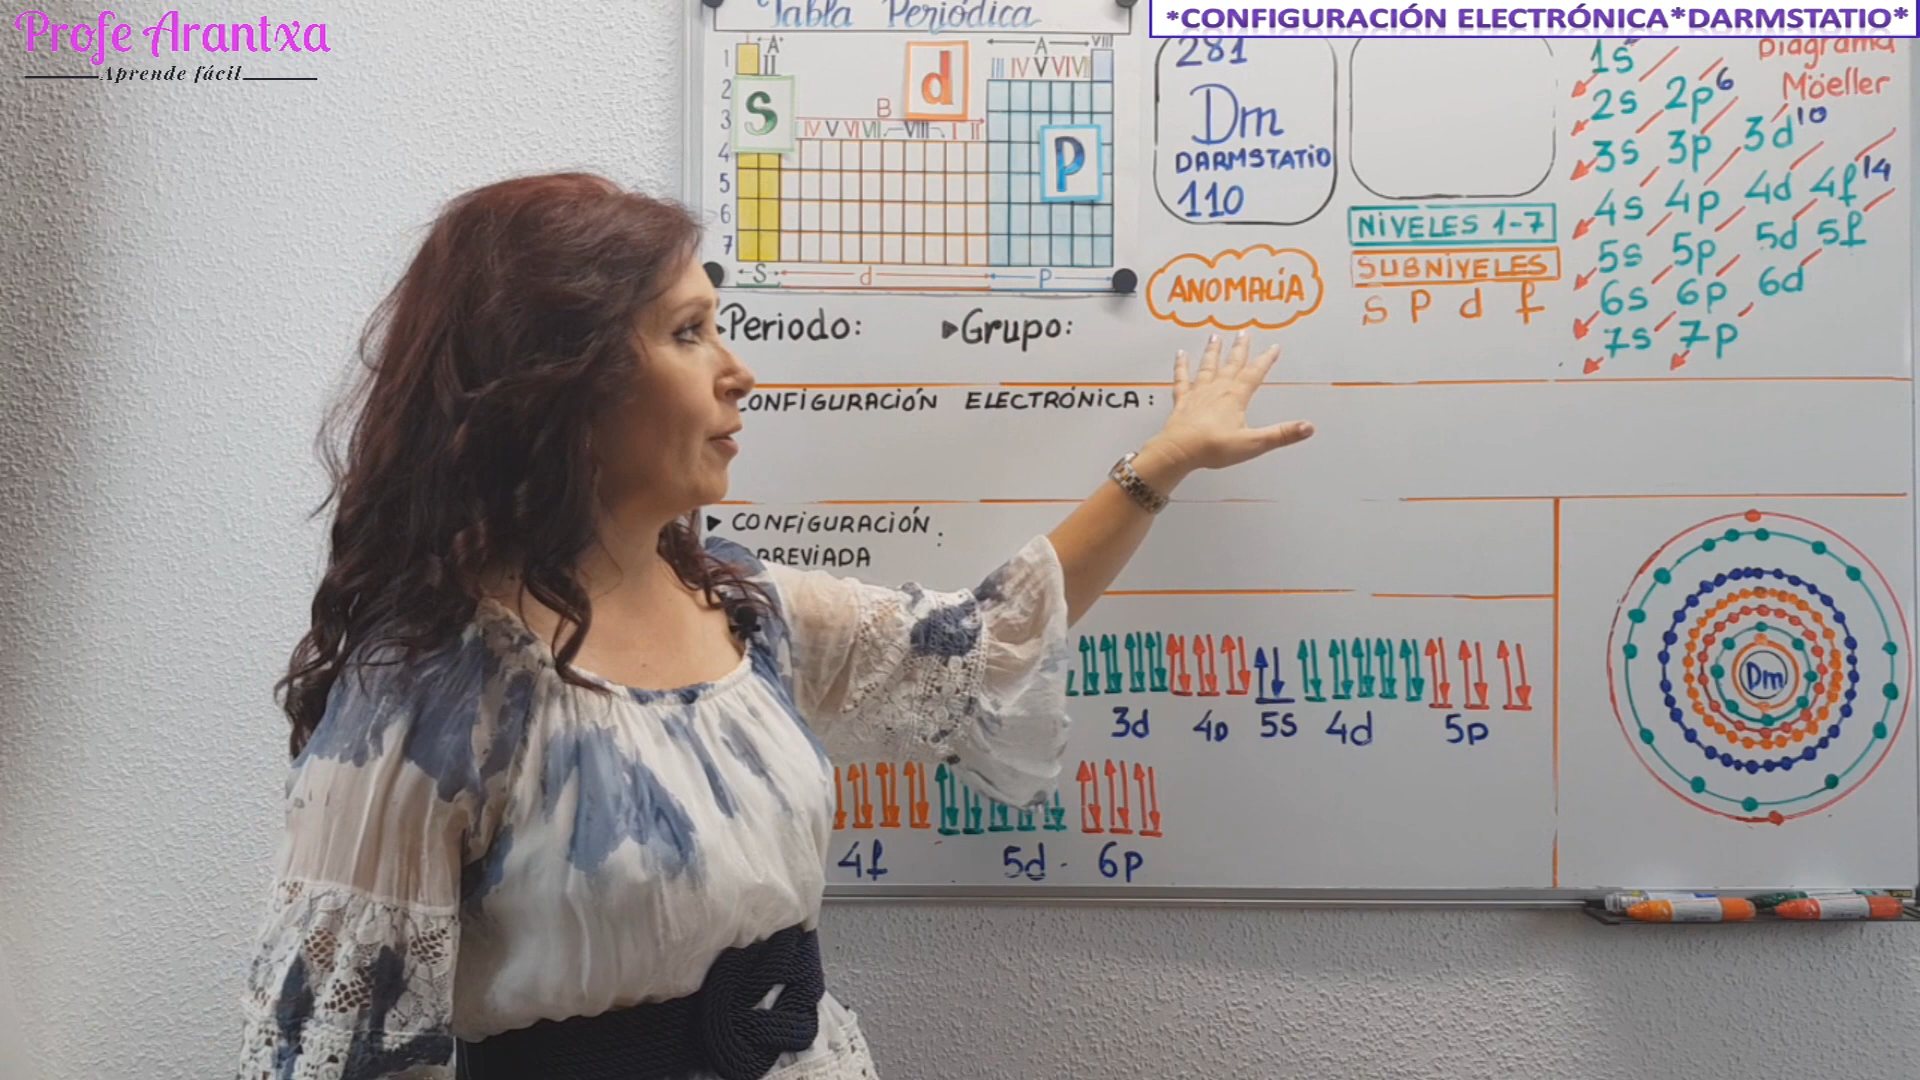 Profe Arantxa
Aprende fácil
*CONFIGURACIÓN ELECTRÓNICA*DARMSTATIO*
Tabla Periódica
I A
II
A VIII
III IV V VI VII
B
IV V VI VII VIII I II
1
2
3
4
5
6
7
S
d
p
S d P
281
Dm
DARMSTATIO
110
ANOMALÍA
NIVELES 1-7
SUBNIVELES
S P d f
Diagrama
Möeller
1s
2s 2p6
3s 3p 3d10
4s 4p 4d 4f14
5s 5p 5d 5f
6s 6p 6d
7s 7p
Periodo: Grupo:
CONFIGURACIÓN ELECTRÓNICA:
CONFIGURACIÓN :
ABREVIADA
3d 4p 5s 4d 5p
4f 5d 6p
Dm